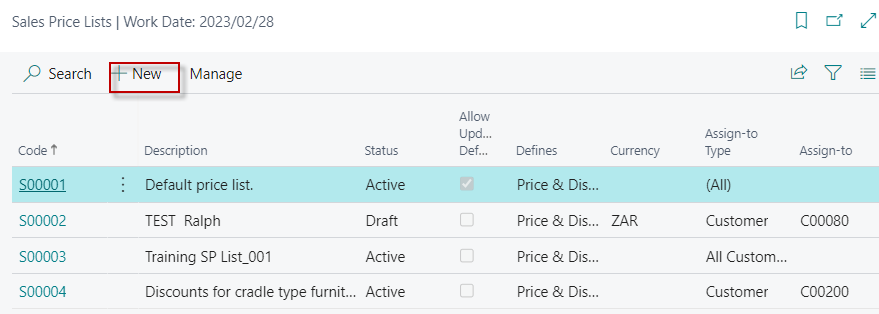 Sales Price Lists | Work Date: 2023/02/28
Search New Manage
Code↑ Description Status Allow Upd... Def... Defines Currency Assign-to Type Assign-to
S00001 Default price list. Active Price & Dis... (All)
S00002 TEST Ralph Draft Price & Dis... ZAR Customer C00080
S00003 Training SP List_001 Active Price & Dis... All Custom...
S00004 Discounts for cradle type furnit... Active Price & Dis... Customer C00200